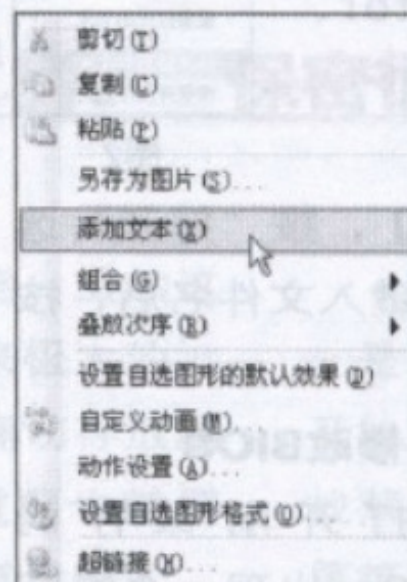 剪切(T)
复制(C)
粘贴(P)
另存为图片(S)...
添加文本(X)
组合(G)
叠放次序(R)
设置自选图形的默认效果(D)
自定义动画(M)...
动作设置(A)...
设置自选图形格式(O)...
超链接(H)...